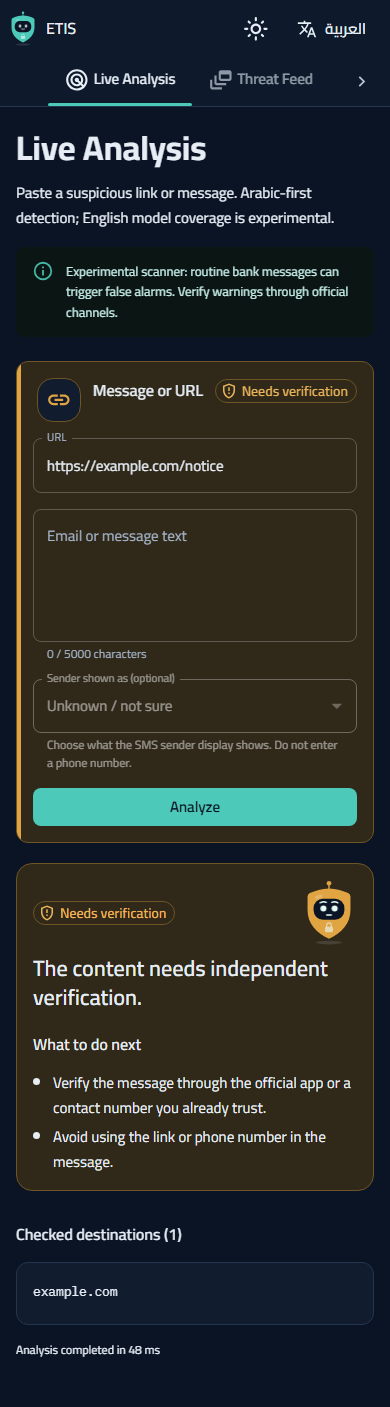 ETIS
العربية
Live Analysis
Threat Feed
Live Analysis
Paste a suspicious link or message. Arabic-first
detection; English model coverage is experimental.
Experimental scanner: routine bank messages can
trigger false alarms. Verify warnings through official
channels.
Message or URL
Needs verification
URL
https://example.com/notice
Email or message text
0 / 5000 characters
Sender shown as (optional)
Unknown / not sure
Choose what the SMS sender display shows. Do not enter
a phone number.
Analyze
Needs verification
The content needs independent
verification.
What to do next
Verify the message through the official app or a
contact number you already trust.
Avoid using the link or phone number in the
message.
Checked destinations (1)
example.com
Analysis completed in 48 ms